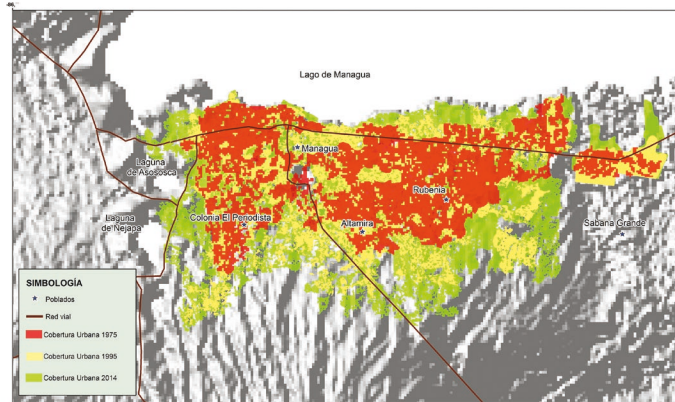 Lago de Managua
Managua
Laguna
de Asososca
Rubenia
Laguna
de Nejapa
Colonia El Periodista
Altamira
Sabana Grande
SIMBOLOGÍA
Poblados
Red vial
Cobertura Urbana 1975
Cobertura Urbana 1995
Cobertura Urbana 2014